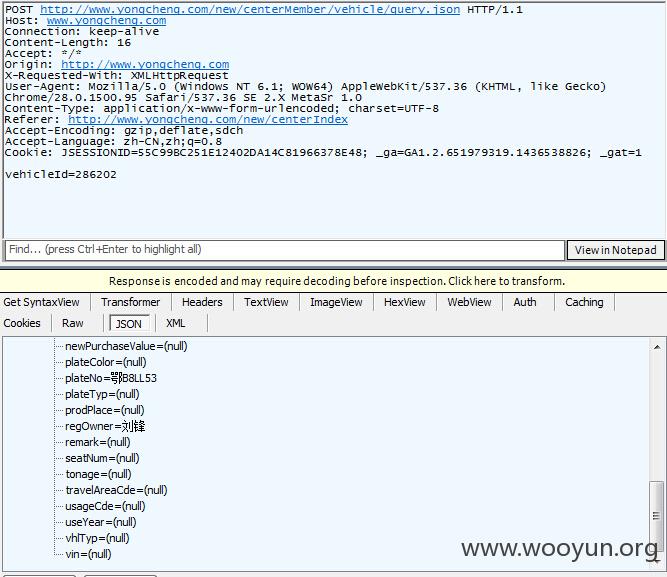 POST http://www.yongcheng.com/new/centerMember/vehicle/query.json HTTP/1.1
Host: www.yongcheng.com
Connection: keep-alive
Content-Length: 16
Accept: */*
Origin: http://www.yongcheng.com
X-Requested-With: XMLHttpRequest
User-Agent: Mozilla/5.0 (Windows NT 6.1; WOW64) AppleWebKit/537.36 (KHTML, like Gecko)
Chrome/28.0.1500.95 Safari/537.36 SE 2.X MetaSr 1.0
Content-Type: application/x-www-form-urlencoded; charset=UTF-8
Referer: http://www.yongcheng.com/new/centerIndex
Accept-Encoding: gzip,deflate,sdch
Accept-Language: zh-CN,zh;q=0.8
Cookie: JSESSIONID=55C99BC251E12402DA14C81966378E48; _ga=GA1.2.651979319.1436538826; _gat=1
vehicleId=286202
Find... (press Ctrl+Enter to highlight all) View in Notepad
Response is encoded and may require decoding before inspection. Click here to transform.
Get SyntaxView Transformer Headers TextView ImageView HexView WebView Auth Caching
Cookies Raw JSON XML
newPurchaseValue=(null)
plateColor=(null)
plateNo=鄂B8LL53
plateTyp=(null)
prodPlace=(null)
regOwner=刘锋
remark=(null)
seatNum=(null)
tonage=(null)
travelAreaCde=(null)
usageCde=(null)
useYear=(null)
vhlTyp=(null)
vin=(null)
www.wooyun.org